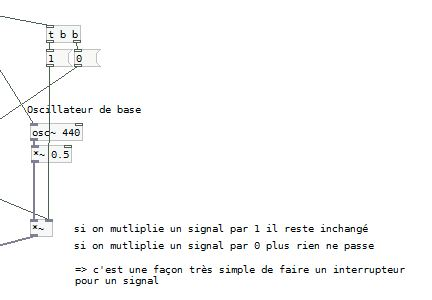 t b b
1 0
Oscillateur de base
osc~ 440
*~ 0.5
*~ si on mutliplie un signal par 1 il reste inchangé
si on mutliplie un signal par 0 plus rien ne passe
=> c'est une façon très simple de faire un interrupteur
pour un signal